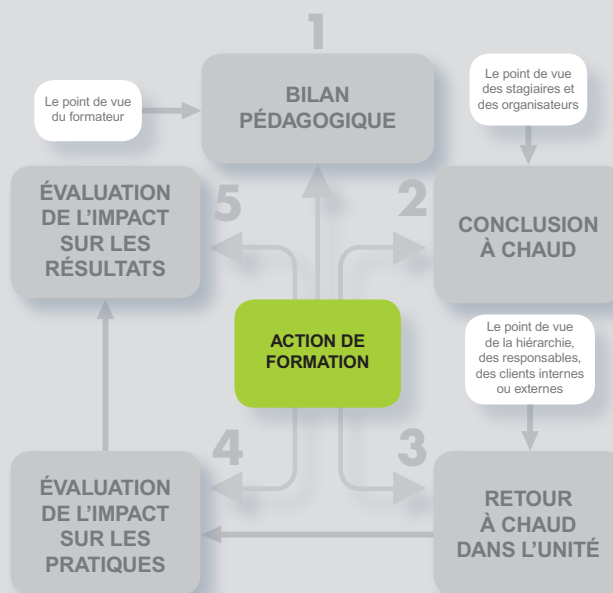 1
BILAN
PÉDAGOGIQUE
Le point de vue
du formateur
Le point de vue
des stagiaires et
des organisateurs
2
CONCLUSION
À CHAUD
5
ÉVALUATION
DE L’IMPACT
SUR LES
RÉSULTATS
ACTION DE
FORMATION
Le point de vue
de la hiérarchie,
des responsables,
des clients internes
ou externes
3
RETOUR
À CHAUD
DANS L’UNITÉ
4
ÉVALUATION
DE L’IMPACT
SUR LES
PRATIQUES